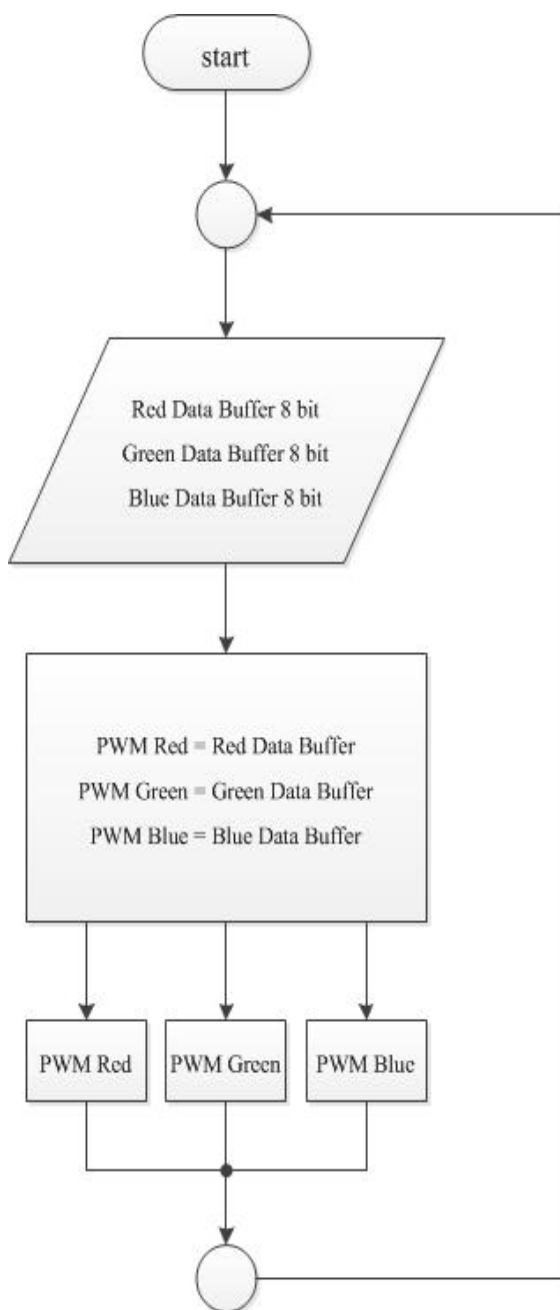 start
Red Data Buffer 8 bit
Green Data Buffer 8 bit
Blue Data Buffer 8 bit
PWM Red = Red Data Buffer
PWM Green = Green Data Buffer
PWM Blue = Blue Data Buffer
PWM Red
PWM Green
PWM Blue